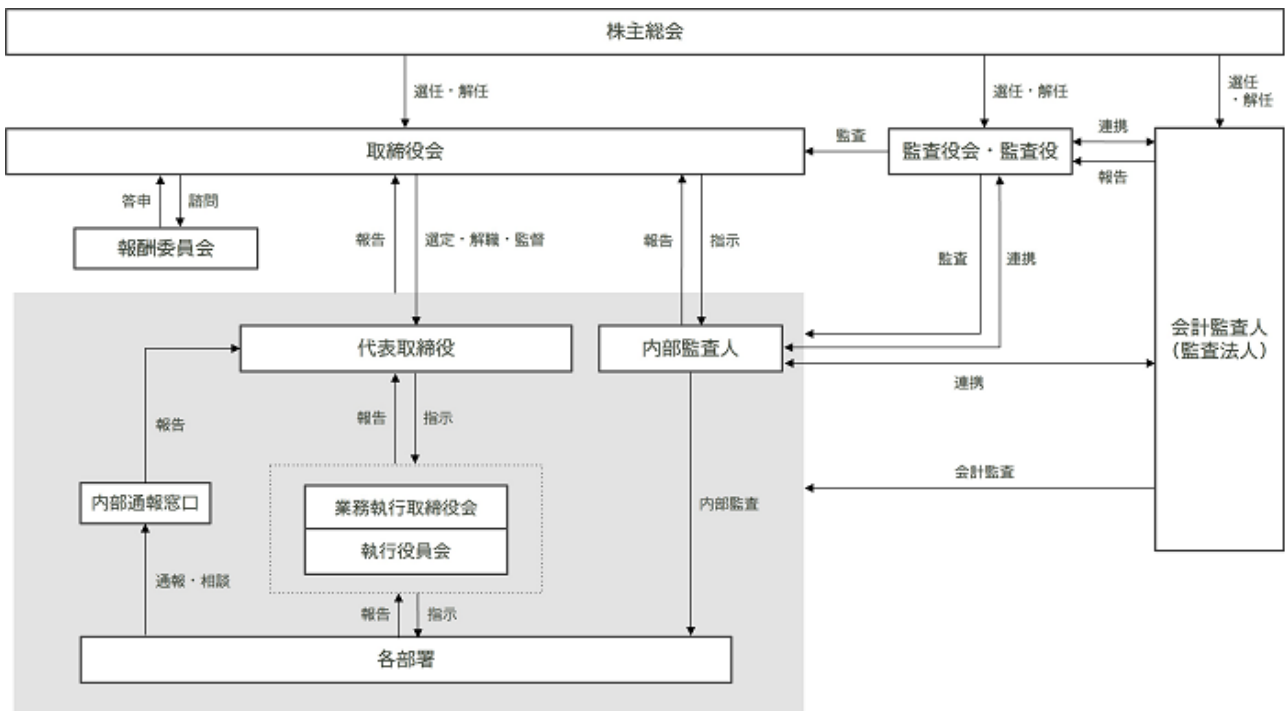 株主総会
選任・解任
選任・解任
選任
・解任
取締役会
監査
監査役会・監査役
連携
報告
答申
諮問
報酬委員会
報告
選定・解職・監督
報告
指示
監査
連携
代表取締役
内部監査人
会計監査人
（監査法人）
連携
報告
報告
指示
会計監査
内部通報窓口
業務執行取締役会
執行役員会
内部監査
通報・相談
報告
指示
各部署